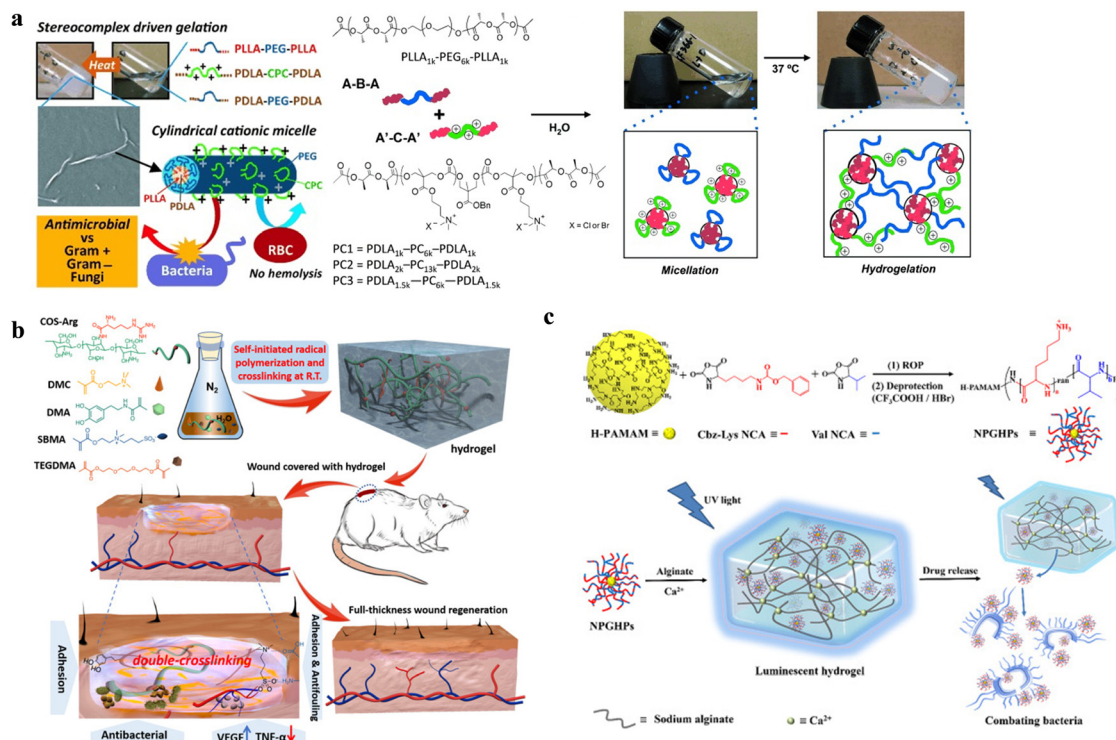 a
Stereocomplex driven gelation
Heat
PLLA-PEG-PLLA
PDLA-CPC-PDLA
PDLA-PEG-PDLA
Cylindrical cationic micelle
PEG
CPC
PLLA
PDLA
Antimicrobial
vs
Gram +
Gram −
Fungi
Bacteria
RBC
No hemolysis
PLLA1k-PEG6k-PLLA1k
A-B-A
+
A'-C-A'
H2O
X = Cl or Br
PC1 = PDLA1k–PC6k–PDLA1k
PC2 = PDLA2k–PC13k–PDLA2k
PC3 = PDLA1.5k–PC6k–PDLA1.5k
37 ºC
Micellation
Hydrogelation
b
COS-Arg
DMC
DMA
SBMA
TEGDMA
N2
H2O
Self-initiated radical
polymerization and
crosslinking at R.T.
hydrogel
Wound covered with hydrogel
Full-thickness wound regeneration
Adhesion
double-crosslinking
Adhesion & Antifouling
Antibacterial
VEGF TNF-α
c
H-PAMAM ≡
Cbz-Lys NCA ≡
Val NCA ≡
(1) ROP
(2) Deprotection
(CF3COOH / HBr)
H-PAMAM
ran
NPGHPs ≡
UV light
NPGHPs
Alginate
Ca2+
Luminescent hydrogel
Drug release
Combating bacteria
≡ Sodium alginate
≡ Ca2+